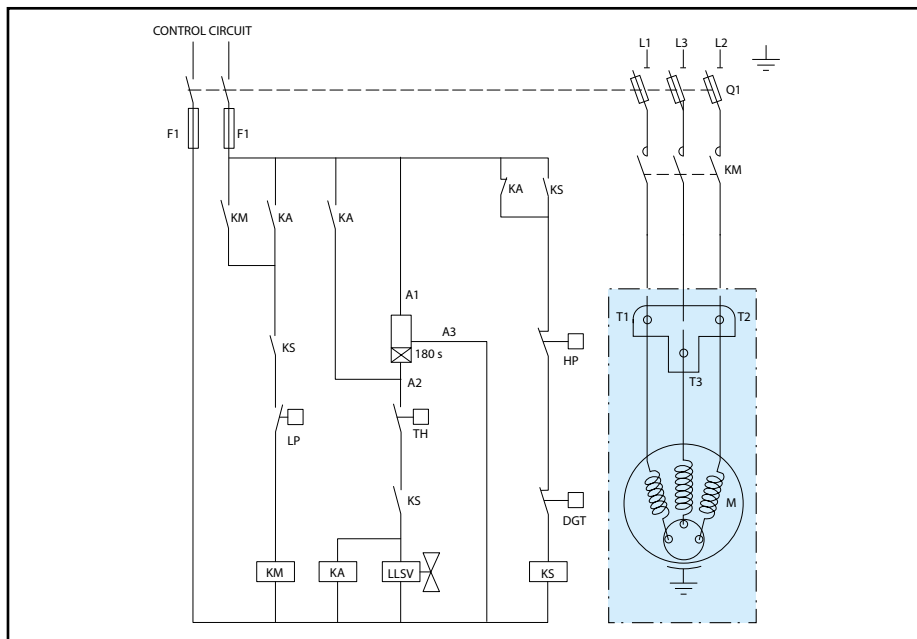 CONTROL CIRCUIT
L1 L3 L2
Q1
F1 F1
KA KS
KM
KM KA KA
A1
A3
T1 T2
KS
180 s
HP
A2
T3
LP
TH
KS
M
DGT
KM KA LLSV KS